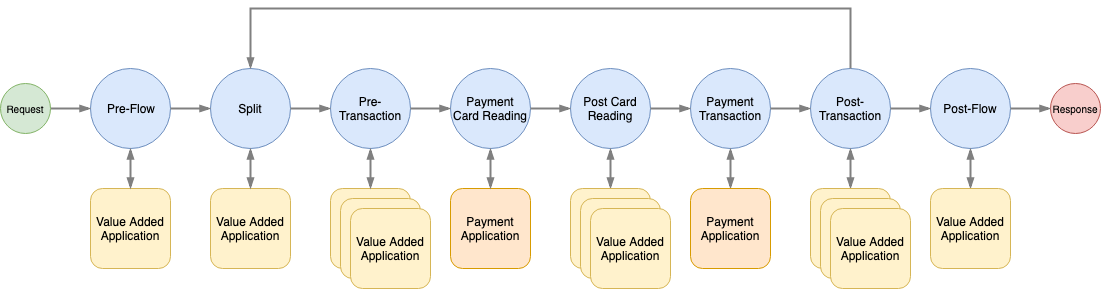 Request
Pre-Flow
Split
Pre-
Transaction
Payment
Card Reading
Post Card
Reading
Payment
Transaction
Post-
Transaction
Post-Flow
Response
Value Added
Application
Value Added
Application
Value Added
Application
Payment
Application
Value Added
Application
Payment
Application
Value Added
Application
Value Added
Application